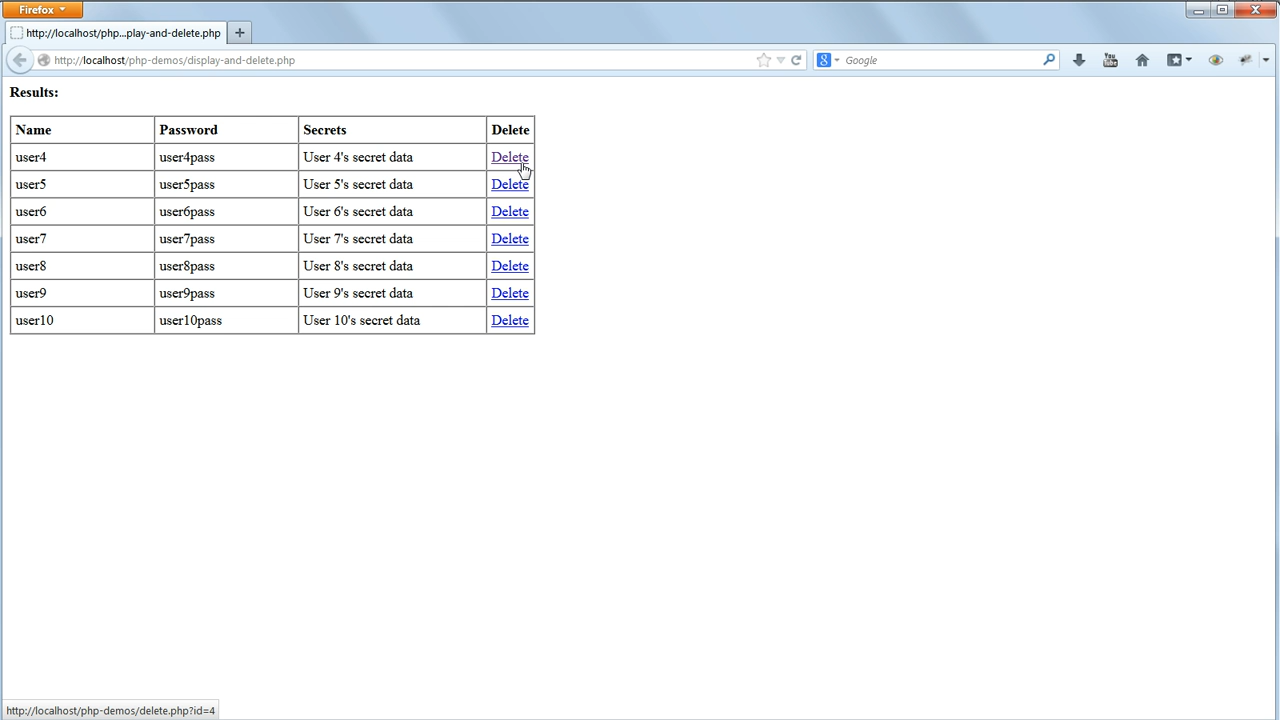 Firefox
http://localhost/php...play-and-delete.php
http://localhost/php-demos/display-and-delete.php
Google
Results:
Name Password Secrets Delete
user4 user4pass User 4's secret data Delete
user5 user5pass User 5's secret data Delete
user6 user6pass User 6's secret data Delete
user7 user7pass User 7's secret data Delete
user8 user8pass User 8's secret data Delete
user9 user9pass User 9's secret data Delete
user10 user10pass User 10's secret data Delete
http://localhost/php-demos/delete.php?id=4